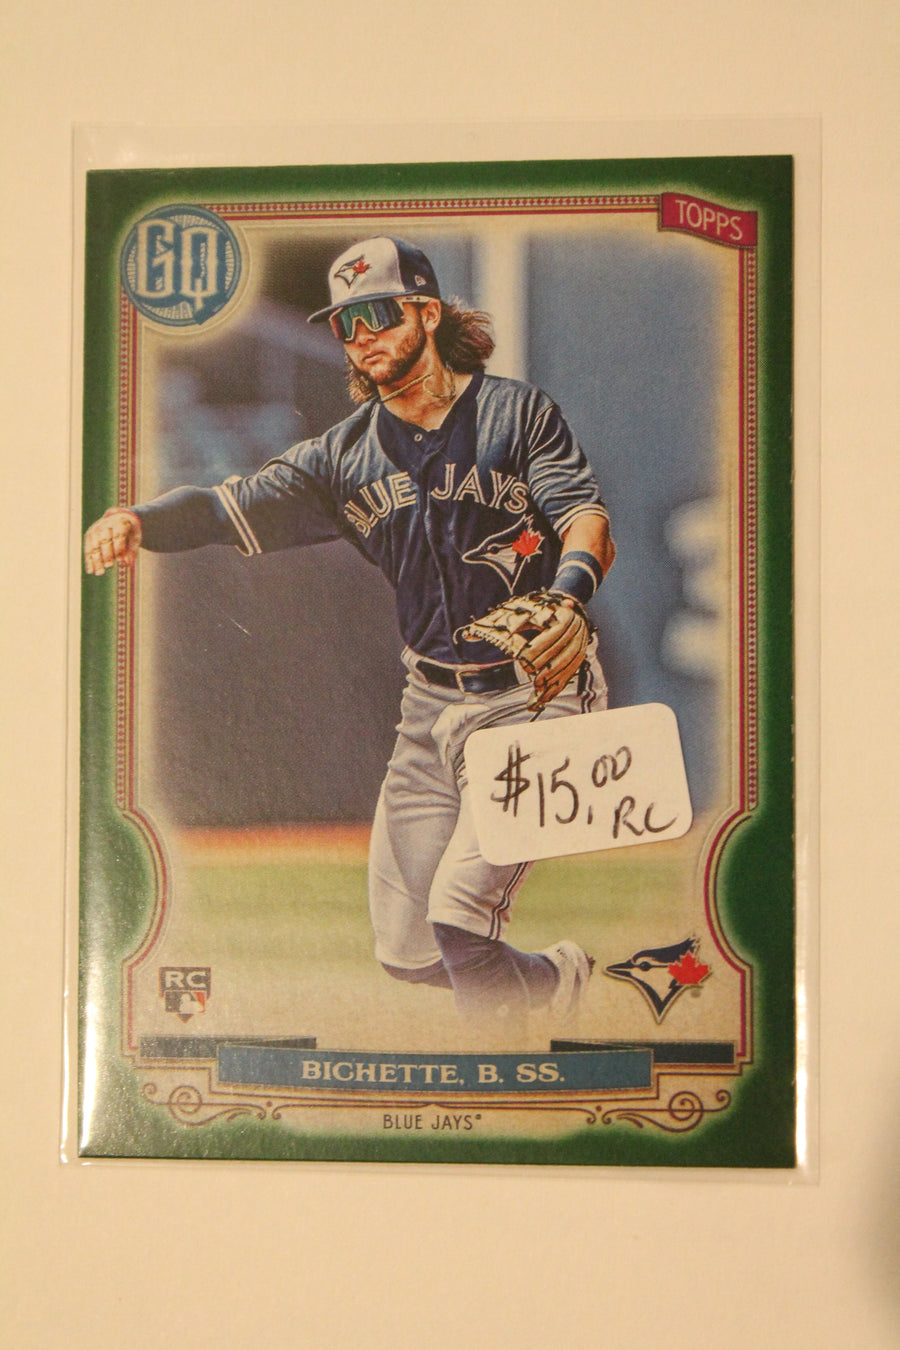 GQ
TOPPS
BLUE JAYS
$15.00
RC
RC
BICHETTE, B. SS.
BLUE JAYS®